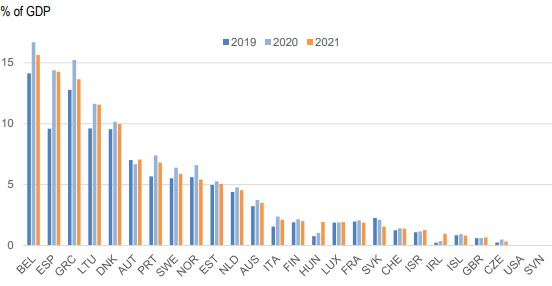 % of GDP
2019 2020 2021
15
10
5
0
BEL ESP GRC LTU DNK AUT PRT SWE NOR EST NLD AUS ITA FIN HUN LUX FRA SVK CHE ISR IRL ISL GBR CZE USA SVN